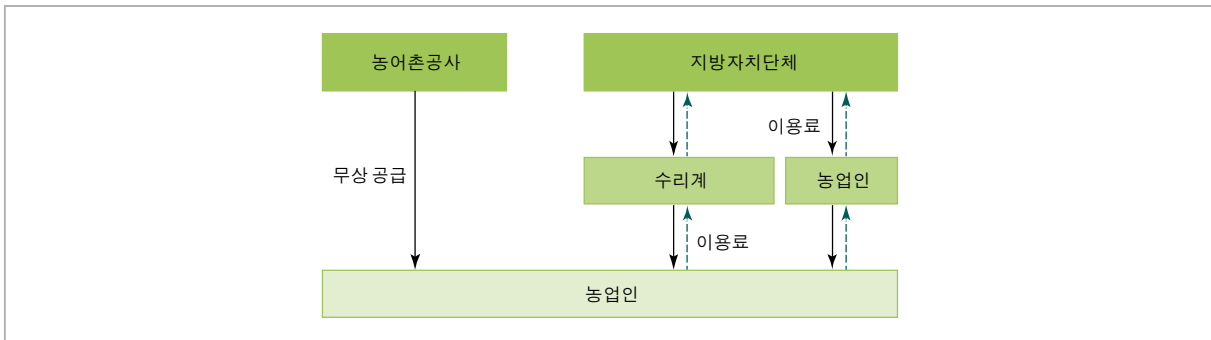 농어촌공사
지방자치단체
이용료
무상 공급
수리계
농업인
이용료
농업인